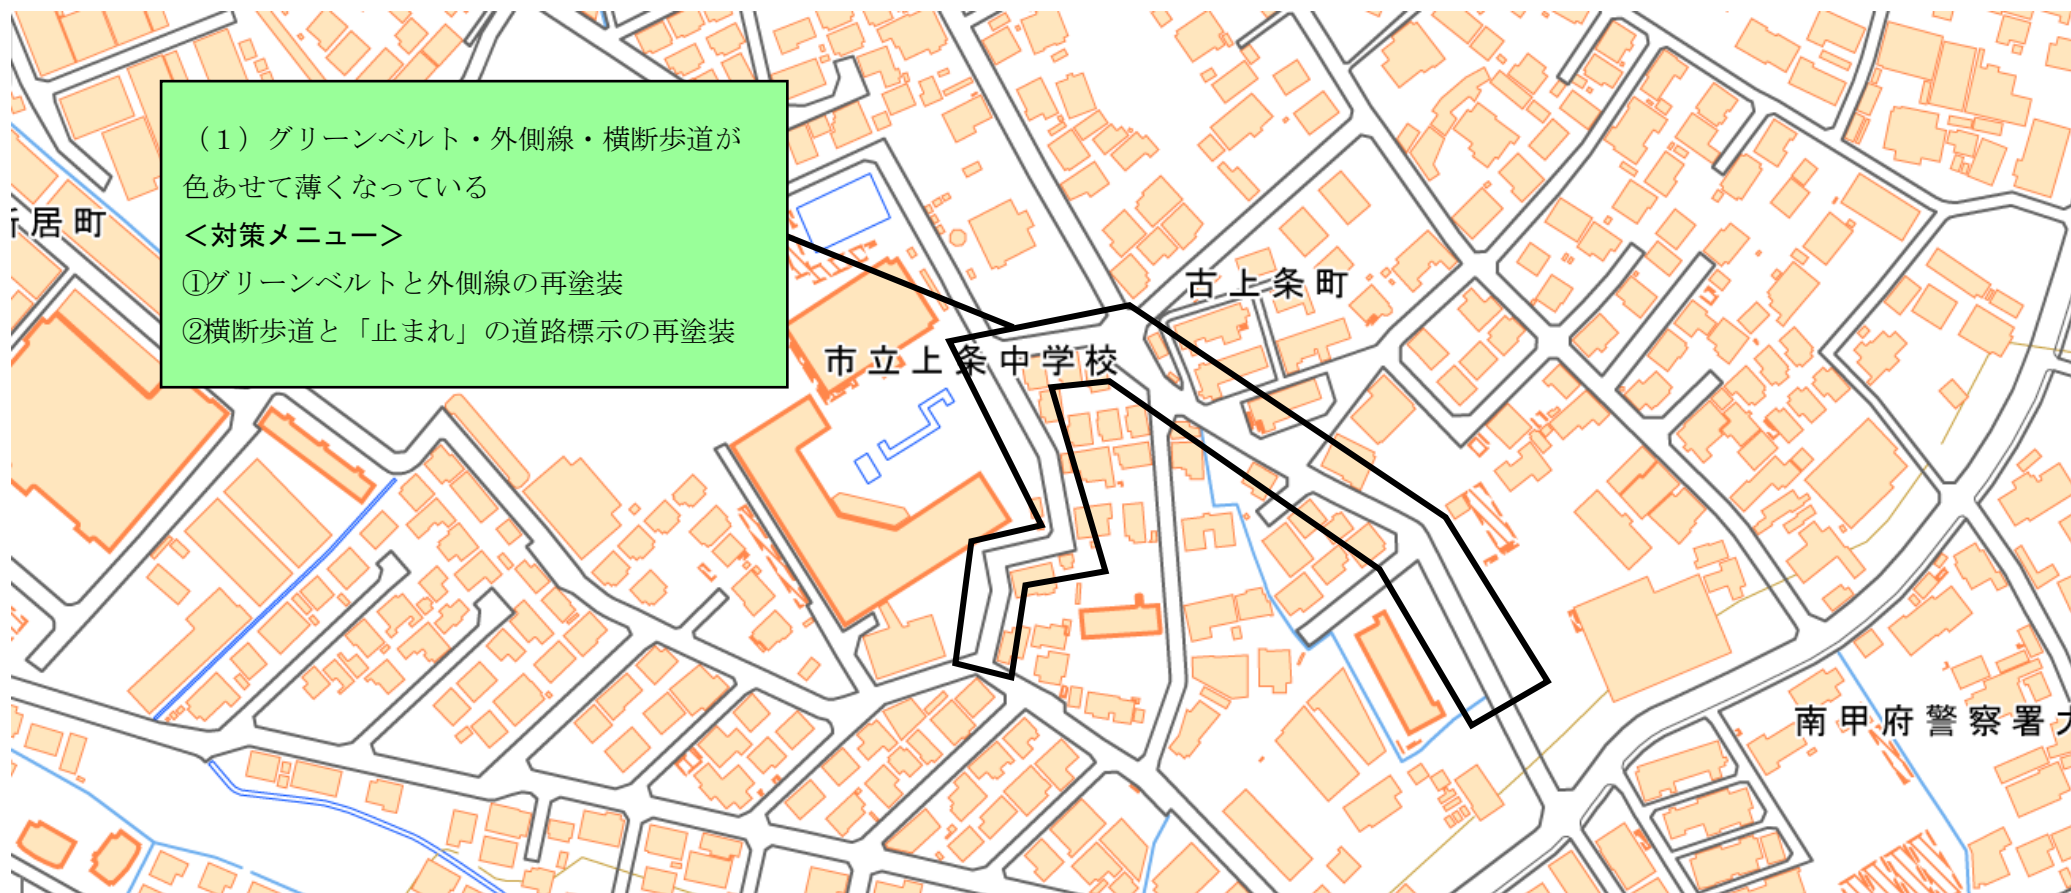 （１）グリーンベルト・外側線・横断歩道が
色あせて薄くなっている
＜対策メニュー＞
①グリーンベルトと外側線の再塗装
②横断歩道と「止まれ」の道路標示の再塗装
居町
古上条町
市立上条中学校
南甲府警察署